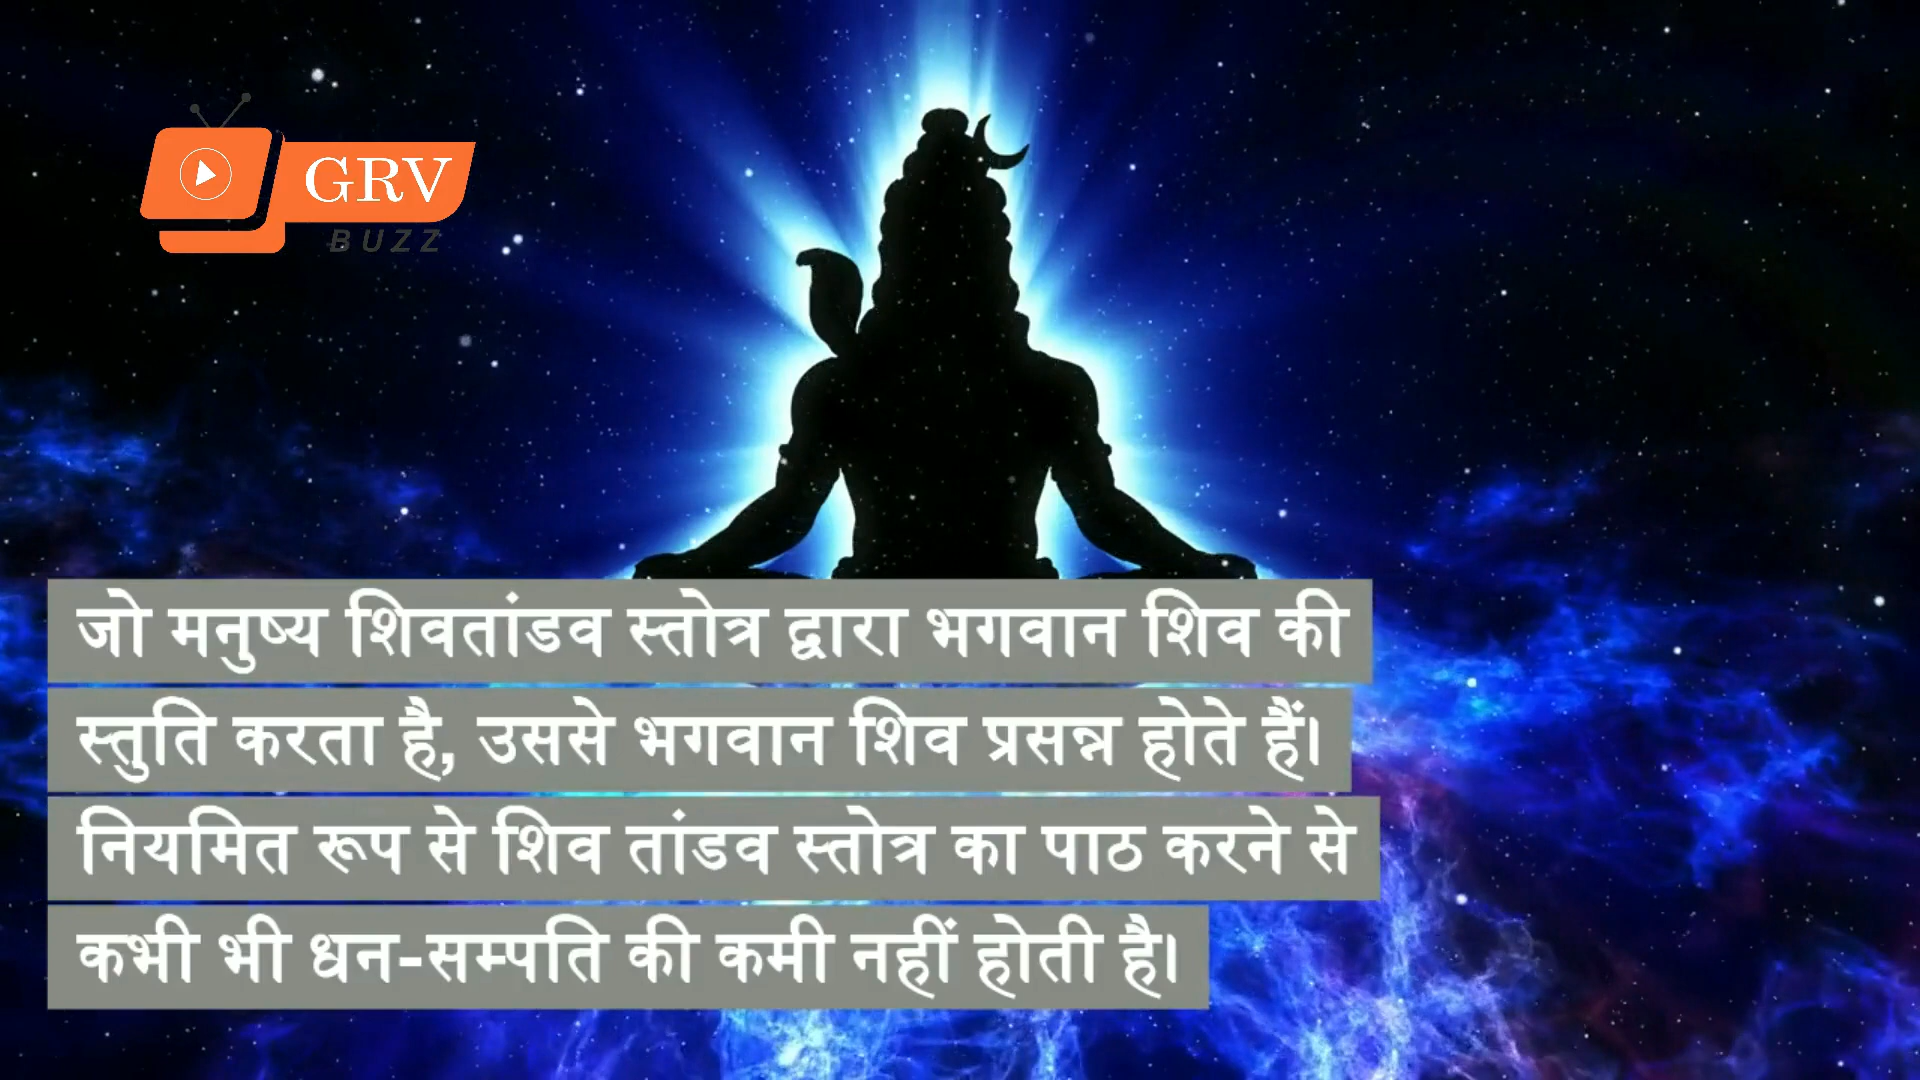 GRV
BUZZ
जो मनुष्य शिवतांडव स्तोत्र द्वारा भगवान शिव की
स्तुति करता है, उससे भगवान शिव प्रसन्न होते हैं।
नियमित रूप से शिव तांडव स्तोत्र का पाठ करने से
कभी भी धन-सम्पति की कमी नहीं होती है।